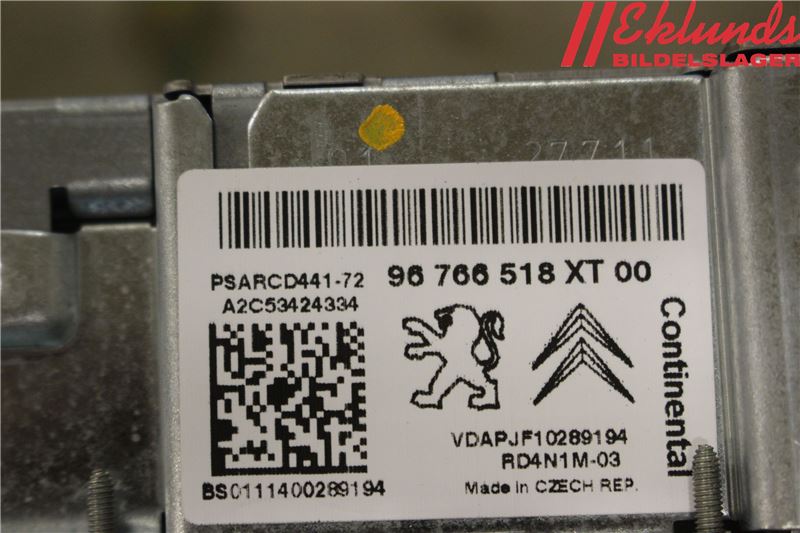 Eklunds
BILDELSLAGER
27711
PSARCD441-72
96 766 518 XT 00
A2C53424334
Continental
VDAPJF10289194
RD4N1M-03
BS0111400289194
Made in CZECH REP.